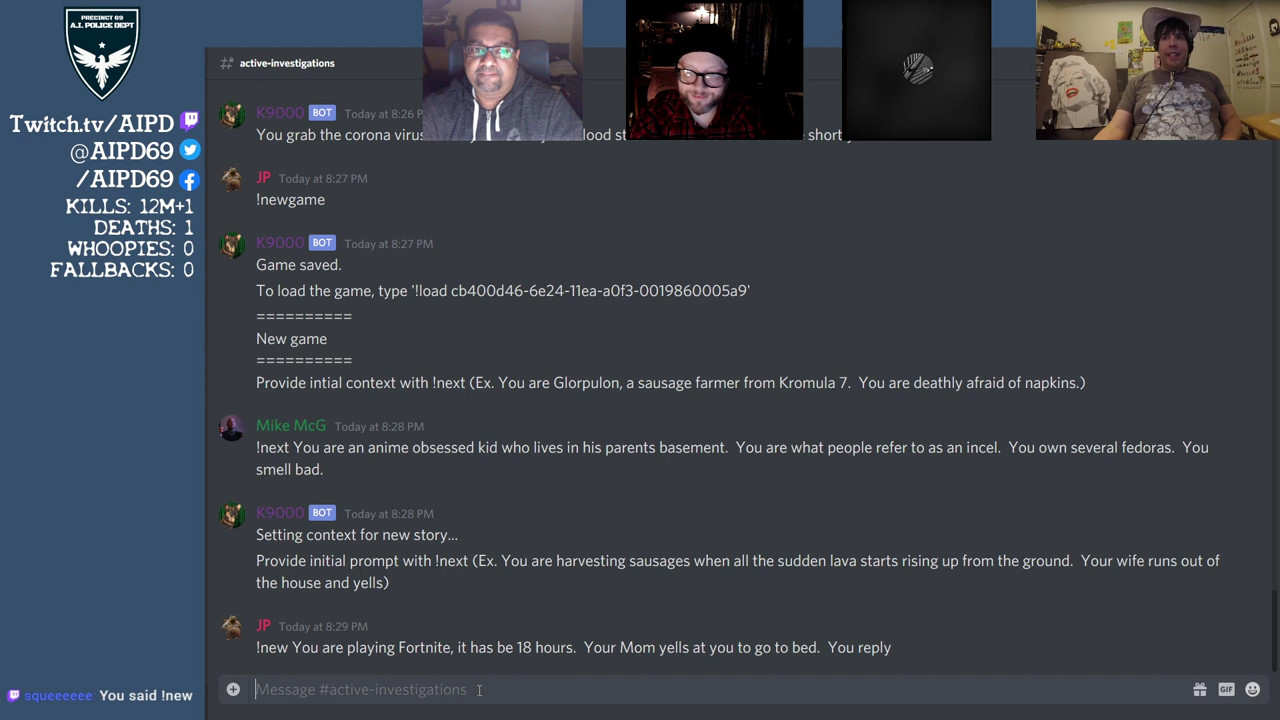 PRECINCT 69
A.I. POLICE DEPT
Twitch.tv/AIPD
@AIPD69
/AIPD69
KILLS: 12M+1
DEATHS: 1
WHOOPIES: 0
FALLBACKS: 0
squeeeeee You said !new
active-investigations
K9000 BOT Today at 8:26 P
You grab the corona virus lood st short
JP Today at 8:27 PM
!newgame
K9000 BOT Today at 8:27 PM
Game saved.
To load the game, type '!load cb400d46-6e24-11ea-a0f3-0019860005a9'
==========
New game
==========
Provide intial context with !next (Ex. You are Glorpulon, a sausage farmer from Kromula 7. You are deathly afraid of napkins.)
Mike McG Today at 8:28 PM
!next You are an anime obsessed kid who lives in his parents basement. You are what people refer to as an incel. You own several fedoras. You
smell bad.
K9000 BOT Today at 8:28 PM
Setting context for new story...
Provide initial prompt with !next (Ex. You are harvesting sausages when all the sudden lava starts rising up from the ground. Your wife runs out of
the house and yells)
JP Today at 8:29 PM
!new You are playing Fortnite, it has be 18 hours. Your Mom yells at you to go to bed. You reply
Message #active-investigations
GIF